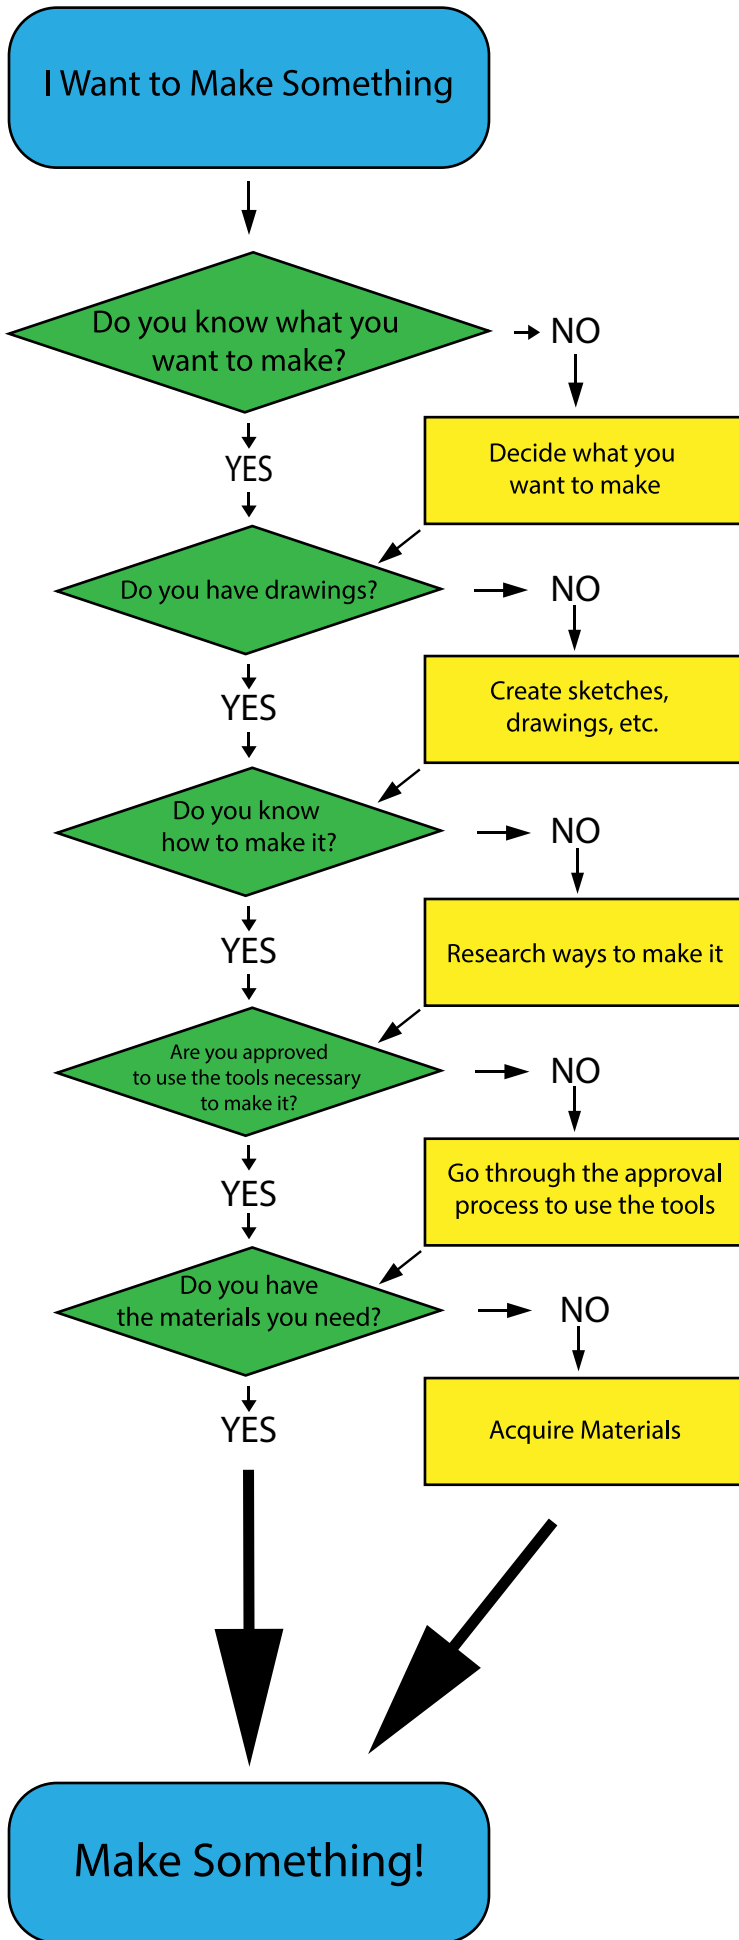 I Want to Make Something
Do you know what you
want to make?
NO
YES
Decide what you
want to make
Do you have drawings?
NO
YES
Create sketches,
drawings, etc.
Do you know
how to make it?
NO
YES
Research ways to make it
Are you approved
to use the tools necessary
to make it?
NO
YES
Go through the approval
process to use the tools
Do you have
the materials you need?
NO
YES
Acquire Materials
Make Something!